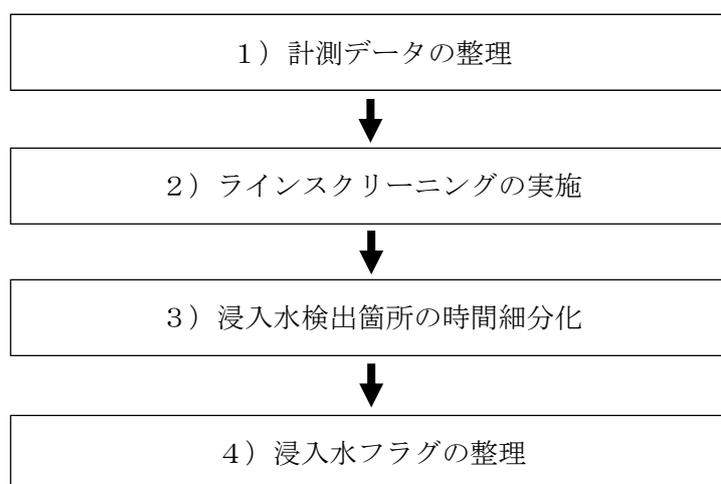 １）計測データの整理
２）ラインスクリーニングの実施
３）浸入水検出箇所の時間細分化
４）浸入水フラグの整理